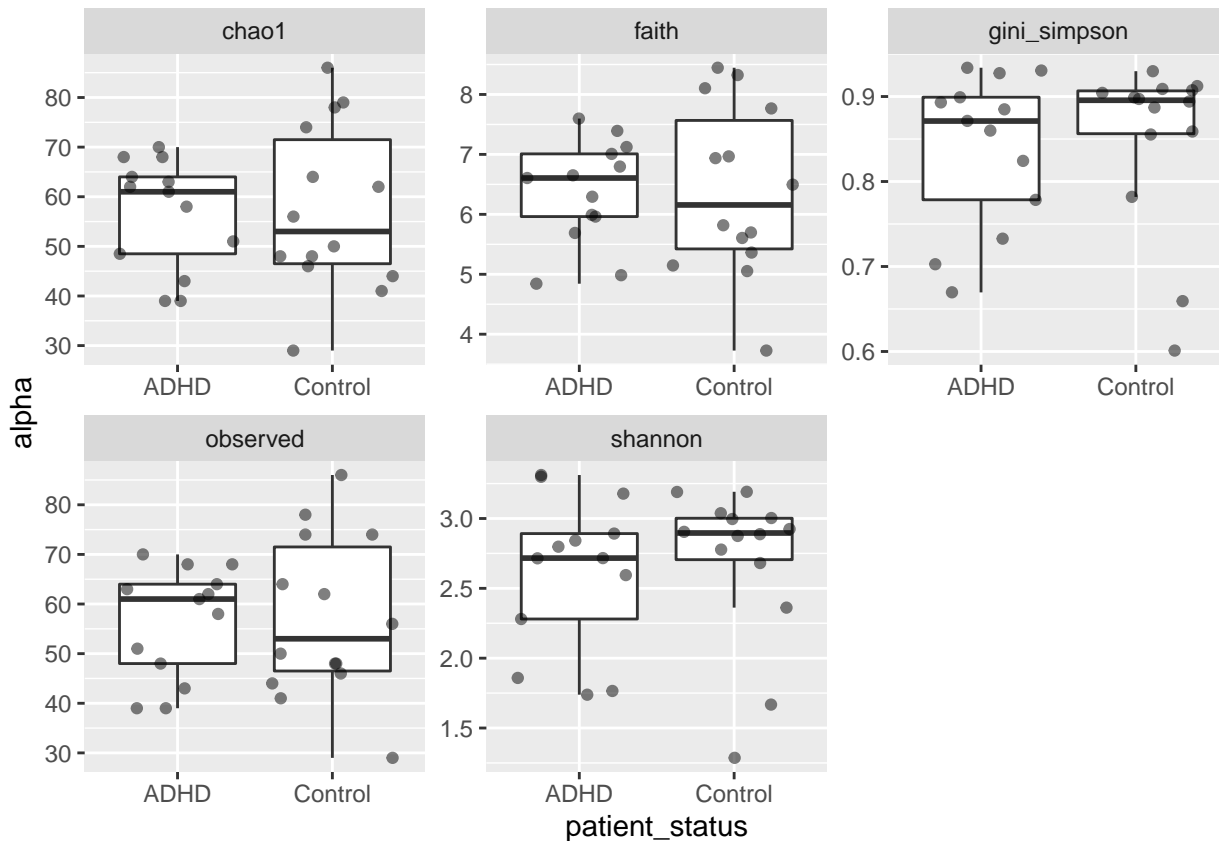 chao1
faith
gini_simpson
80
70
60
50
40
30
8
7
6
5
4
0.9
0.8
0.7
0.6
ADHD
Control
ADHD
Control
ADHD
Control
alpha
observed
shannon
80
70
60
50
40
30
3.0
2.5
2.0
1.5
ADHD
Control
ADHD
Control
patient_status